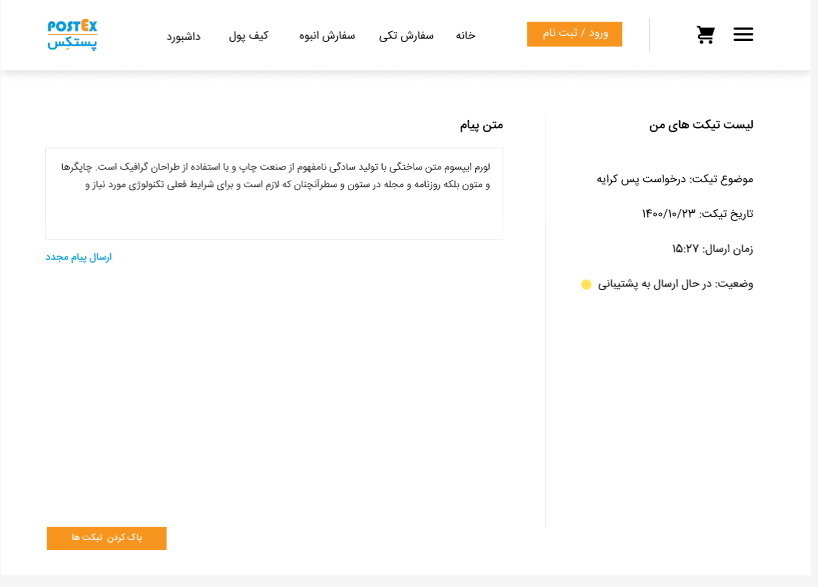 ورود / ثبت نام
خانه
سفارش تکی
سفارش انبوه
کیف پول
داشبورد
POSTEX
پستکس
لیست تیکت های من
موضوع تیکت: درخواست پس کرایه
تاریخ تیکت: ۱۴۰۰/۱۰/۲۳
زمان ارسال: ۱۵:۲۷
وضعیت: در حال ارسال به پشتیبانی
متن پیام
لورم ایپسوم متن ساختگی با تولید سادگی نامفهوم از صنعت چاپ و با استفاده از طراحان گرافیک است. چاپگرها
و متون بلکه روزنامه و مجله در ستون و سطرآنچنان که لازم است و برای شرایط فعلی تکنولوژی مورد نیاز و
ارسال پیام مجدد
پاک کردن تیکت ها